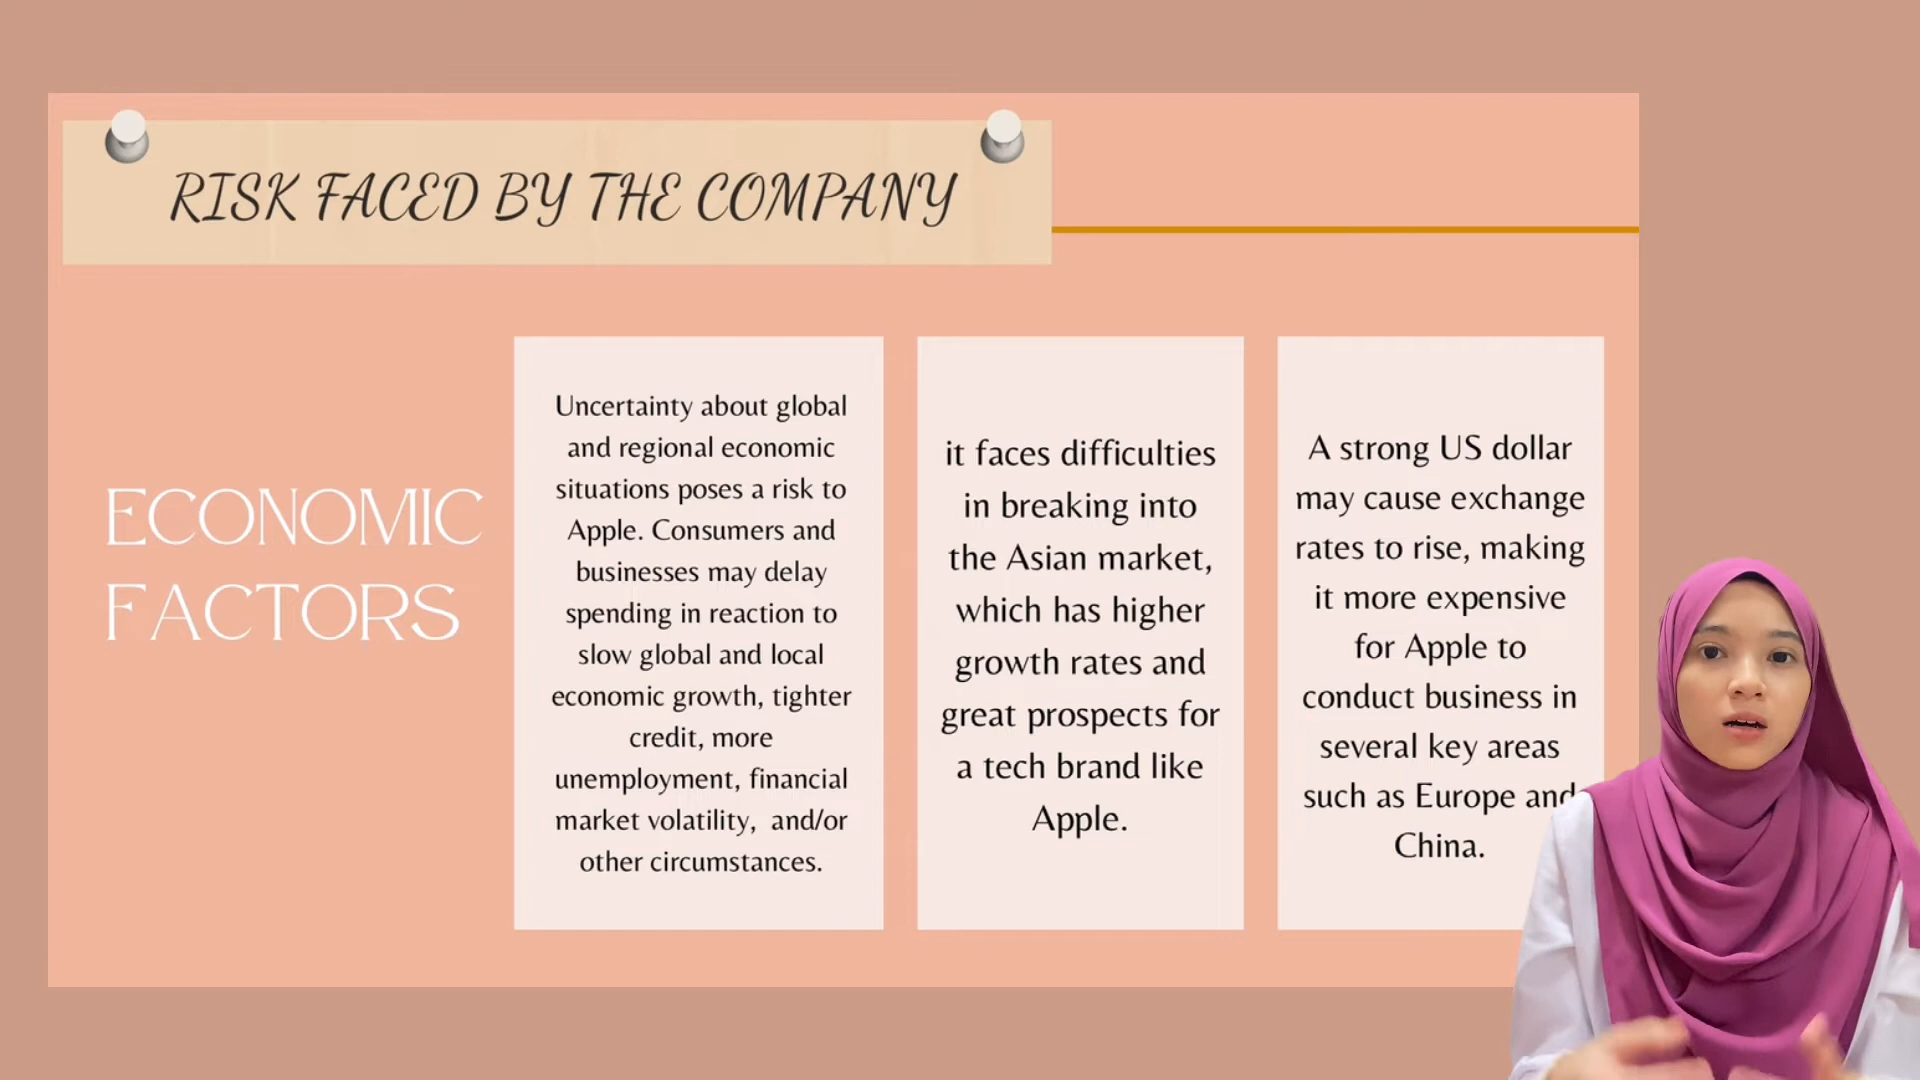 RISK FACED BY THE COMPANY
ECONOMIC
FACTORS
Uncertainty about global
and regional economic
situations poses a risk to
Apple. Consumers and
businesses may delay
spending in reaction to
slow global and local
economic growth, tighter
credit, more
unemployment, financial
market volatility, and/or
other circumstances.
it faces difficulties
in breaking into
the Asian market,
which has higher
growth rates and
great prospects for
a tech brand like
Apple.
A strong US dollar
may cause exchange
rates to rise, making
it more expensive
for Apple to
conduct business in
several key areas
such as Europe and
China.